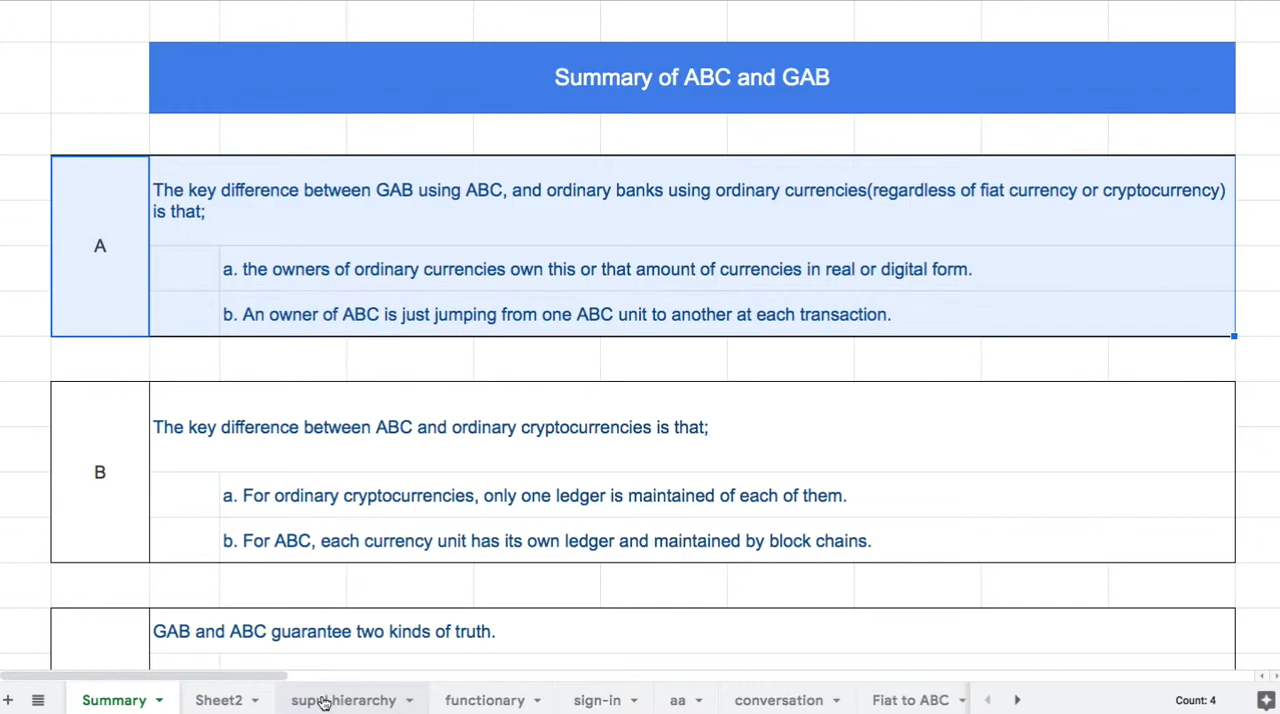 Summary of ABC and GAB
The key difference between GAB using ABC, and ordinary banks using ordinary currencies(regardless of fiat currency or cryptocurrency)
is that;
A
a. the owners of ordinary currencies own this or that amount of currencies in real or digital form.
b. An owner of ABC is just jumping from one ABC unit to another at each transaction.
The key difference between ABC and ordinary cryptocurrencies is that;
B
a. For ordinary cryptocurrencies, only one ledger is maintained of each of them.
b. For ABC, each currency unit has its own ledger and maintained by block chains.
GAB and ABC guarantee two kinds of truth.
+ Summary Sheet2 hierarchy functionary sign-in aa conversation Fiat to ABC Count: 4